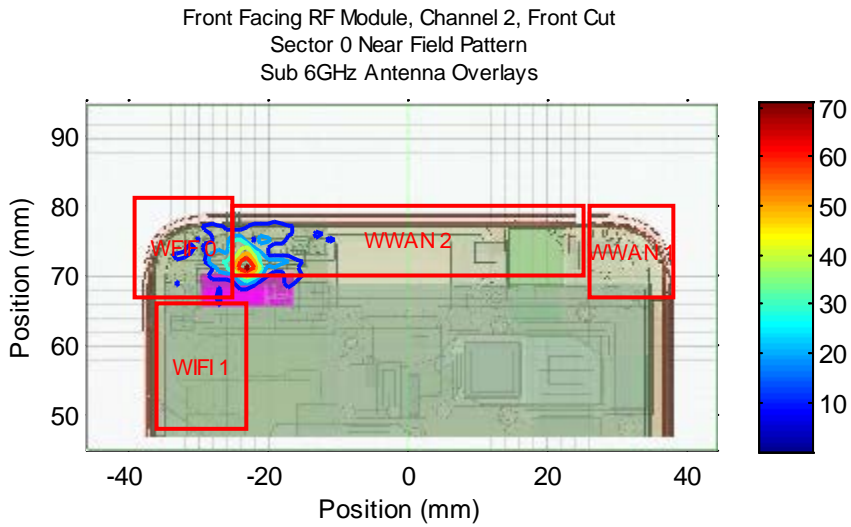 Front Facing RF Module, Channel 2, Front Cut
Sector 0 Near Field Pattern
Sub 6GHz Antenna Overlays
90
80
70
60
50
-40
-20
0
20
40
Position (mm)
Position (mm)
WIFI 0
WWAN 2
WWAN 1
WIFI 1
70
60
50
40
30
20
10